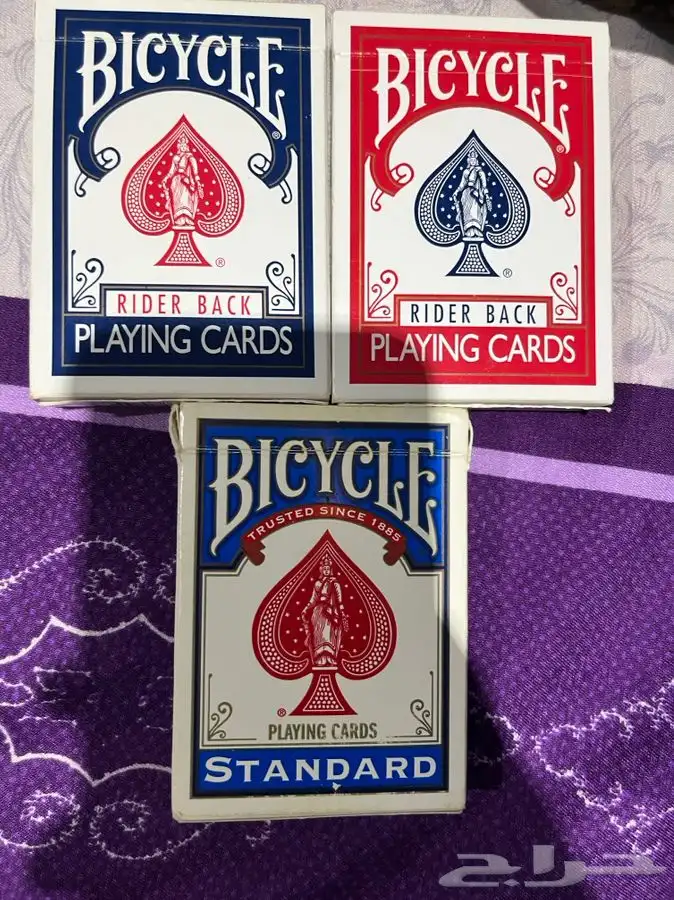 BICYCLE
®
®
RIDER BACK
PLAYING CARDS
BICYCLE
®
®
RIDER BACK
PLAYING CARDS
BICYCLE
TRUSTED SINCE 1885
®
PLAYING CARDS
STANDARD
حراج